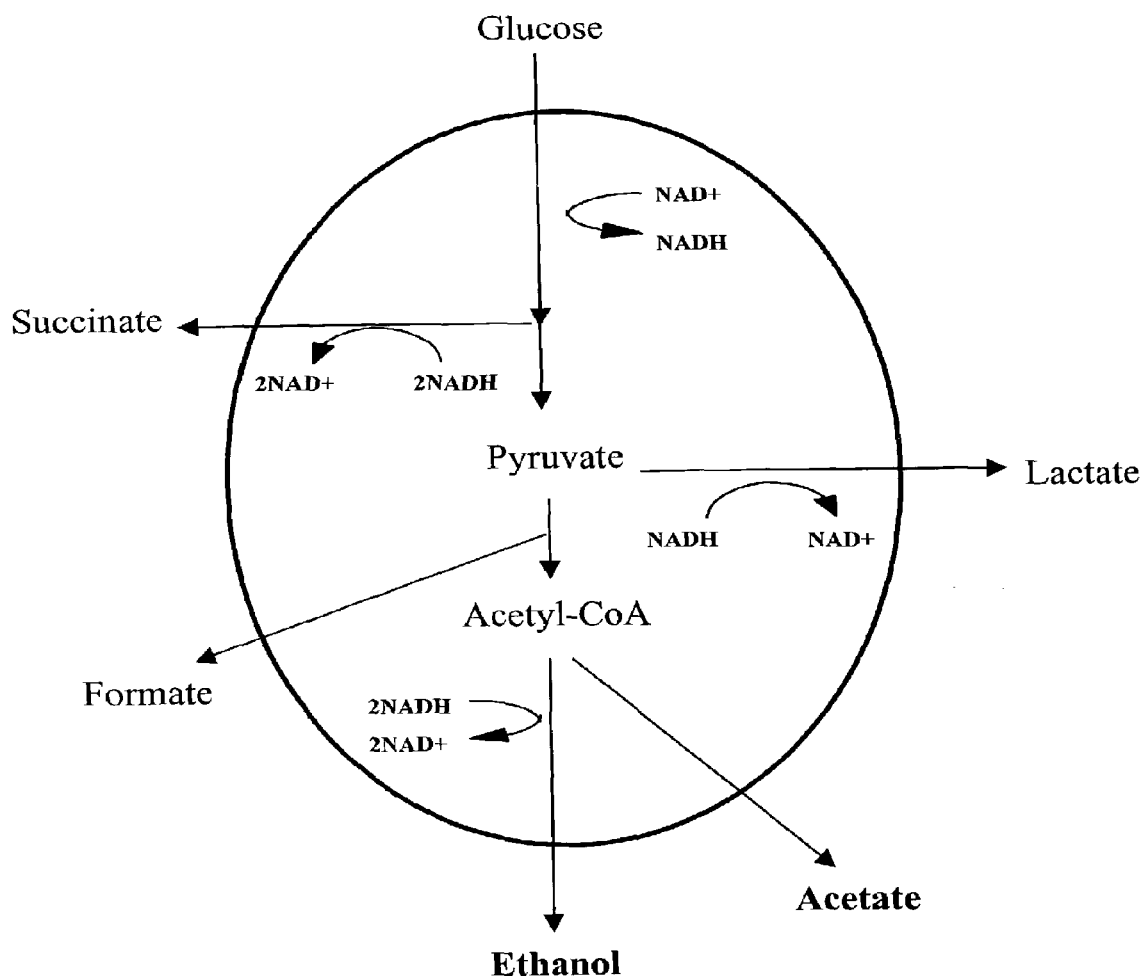 Glucose
NAD+
NADH
Succinate
2NAD+ 2NADH
Pyruvate
Lactate
NADH NAD+
Acetyl-CoA
Formate
2NADH
2NAD+
Acetate
Ethanol